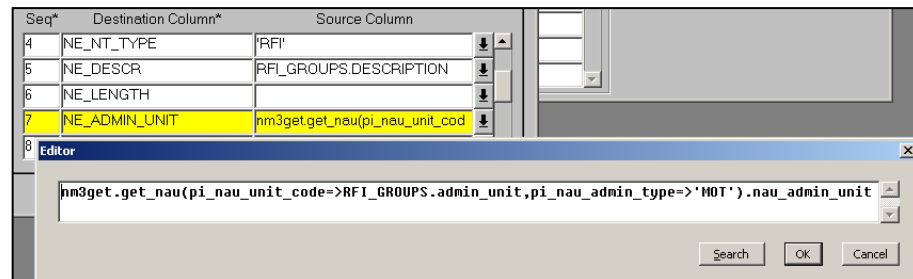 Seq* Destination Column* Source Column
4 NE_NT_TYPE 'RFI'
5 NE_DESCR RFI_GROUPS.DESCRIPTION
6 NE_LENGTH
7 NE_ADMIN_UNIT nm3get.get_nau(pi_nau_unit_cod
8
Editor
nm3get.get_nau(pi_nau_unit_code=>RFI_GROUPS.admin_unit,pi_nau_admin_type=>'MOT').nau_admin_unit
Search OK Cancel